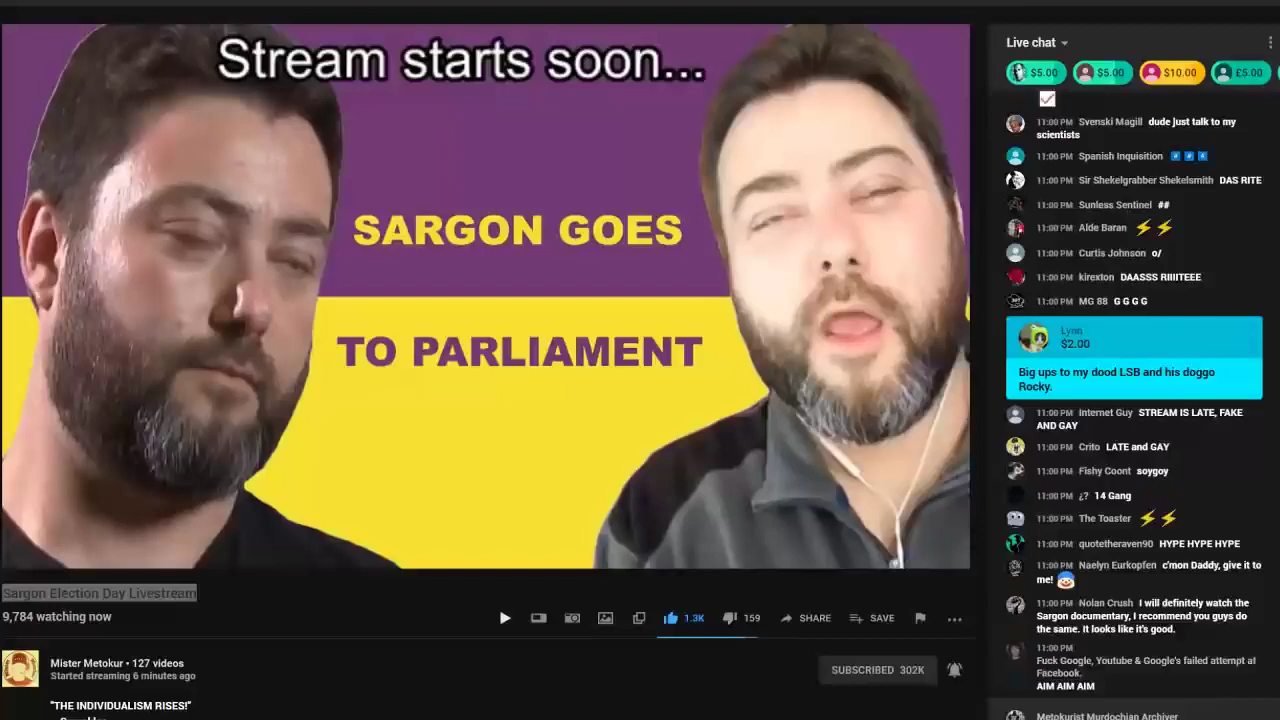 Stream starts soon...
SARGON GOES
TO PARLIAMENT
Sargon Election Day Livestream
9,784 watching now
1.3K
159
SHARE
SAVE
Mister Metokur • 127 videos
Started streaming 6 minutes ago
SUBSCRIBED 302K
"THE INDIVIDUALISM RISES!"
Live chat
$5.00
$5.00
$10.00
£5.00
11:00 PM Svenski Magill dude just talk to my
scientists
11:00 PM Spanish Inquisition
11:00 PM Sir Shekelgrabber Shekelsmith DAS RITE
11:00 PM Sunless Sentinel ##
11:00 PM Alde Baran ⚡⚡
11:00 PM Curtis Johnson o/
11:00 PM kirexton DAASSS RIIIITEEE
11:00 PM MG 88 G G G G
Lynn
$2.00
Big ups to my dood LSB and his doggo
Rocky.
11:00 PM Internet Guy STREAM IS LATE, FAKE
AND GAY
11:00 PM Crito LATE and GAY
11:00 PM Fishy Coont soygoy
11:00 PM ¿? 14 Gang
11:00 PM The Toaster ⚡⚡
11:00 PM quotetheraven90 HYPE HYPE HYPE
11:00 PM Naelyn Eurkopfen c'mon Daddy, give it to
me! 🤡
11:00 PM Nolan Crush I will definitely watch the
Sargon documentary, I recommend you guys do
the same. It looks like it's good.
11:00 PM
Fuck Google, Youtube & Google's failed attempt at
Facebook.
AIM AIM AIM
Metokurist Murdochian Archiver